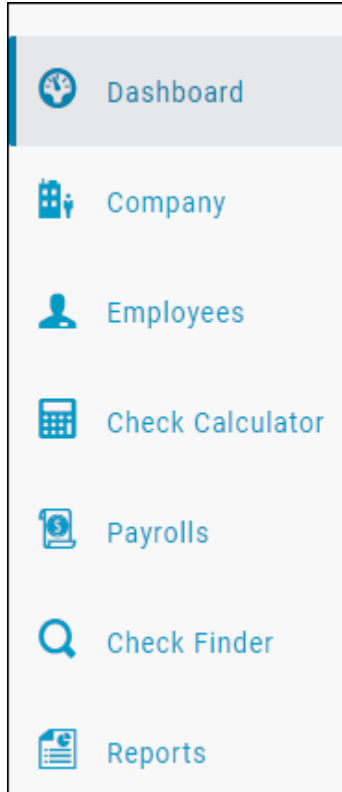 Dashboard
Company
Employees
Check Calculator
Payrolls
Check Finder
Reports